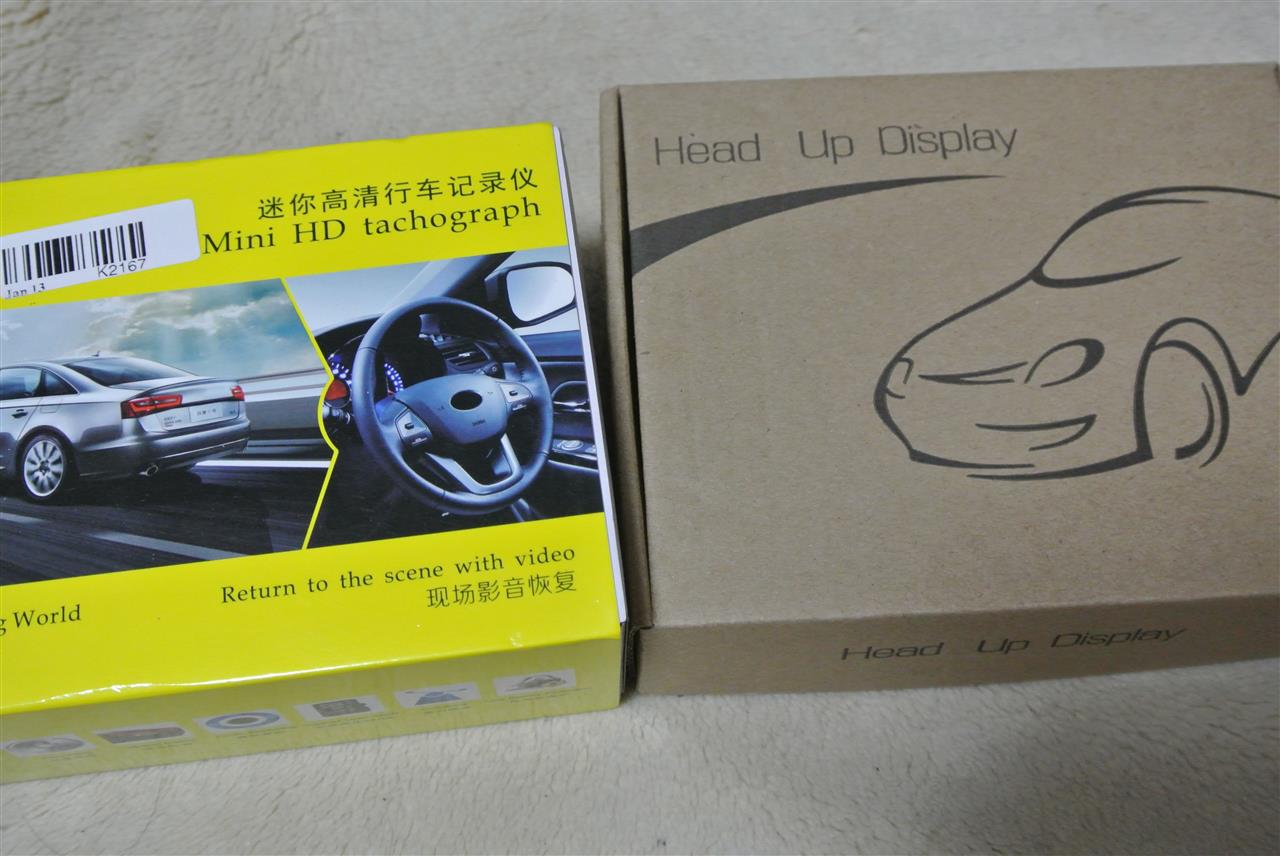 迷你高清行车记录仪
Mini HD tachograph
K2167
Jan 13
Return to the scene with video
现场影音恢复
World
Head Up Display
Head Up Display